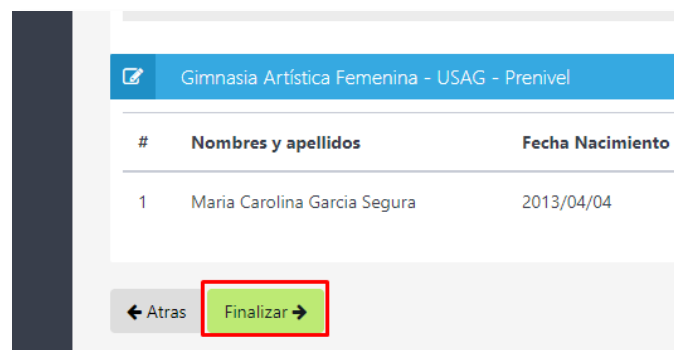 Gimnasia Artística Femenina - USAG - Prenivel
# Nombres y apellidos Fecha Nacimiento
1 Maria Carolina Garcia Segura 2013/04/04
Atras Finalizar